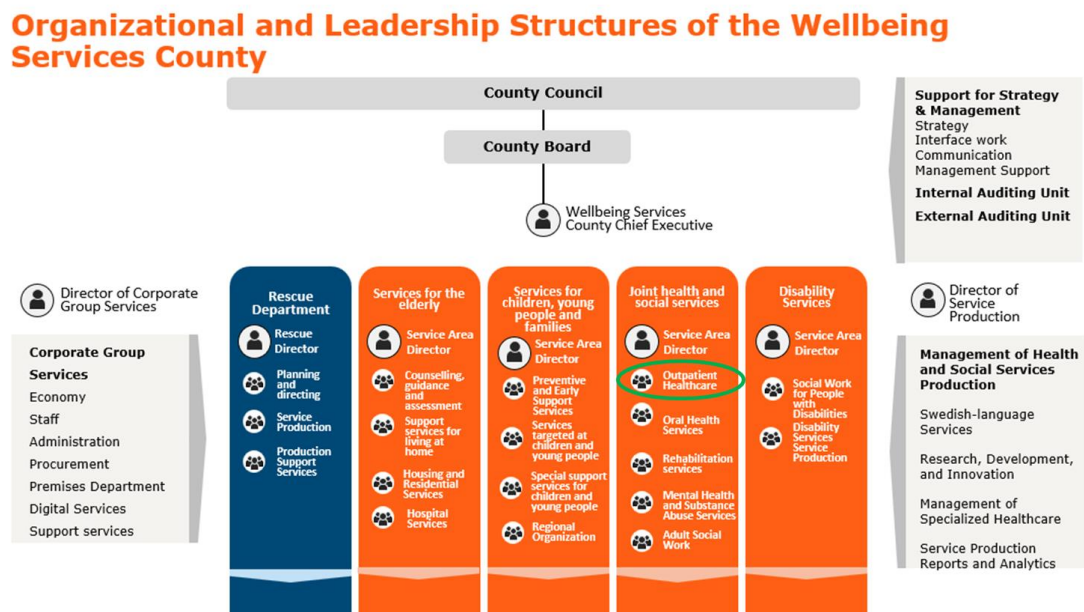 Organizational and Leadership Structures of the Wellbeing
Services County
County Council
County Board
Wellbeing Services
County Chief Executive
Support for Strategy
& Management
Strategy
Interface work
Communication
Management Support
Internal Auditing Unit
External Auditing Unit
Director of Corporate
Group Services
Corporate Group
Services
Economy
Staff
Administration
Procurement
Premises Department
Digital Services
Support services
Rescue
Department
Rescue
Director
Planning
and
directing
Service
Production
Production
Support
Services
Services for the
elderly
Service Area
Director
Counselling,
guidance
and
assessment
Support
services for
living at
home
Housing and
Residential
Services
Hospital
Services
Services for
children, young
people and
families
Service Area
Director
Preventive
and Early
Support
Services
Services
targeted at
children and
young people
Special support
services for
children and
young people
Regional
Organization
Joint health and
social services
Service Area
Director
Outpatient
Healthcare
Oral Health
Services
Rehabilitation
services
Mental Health
and Substance
Abuse Services
Adult Social
Work
Disability
Services
Service Area
Director
Social Work
for People
with
Disabilities
Disability
Services
Service
Production
Director of
Service
Production
Management of Health
and Social Services
Production
Swedish-language
Services
Research, Development,
and Innovation
Management of
Specialized Healthcare
Service Production
Reports and Analytics